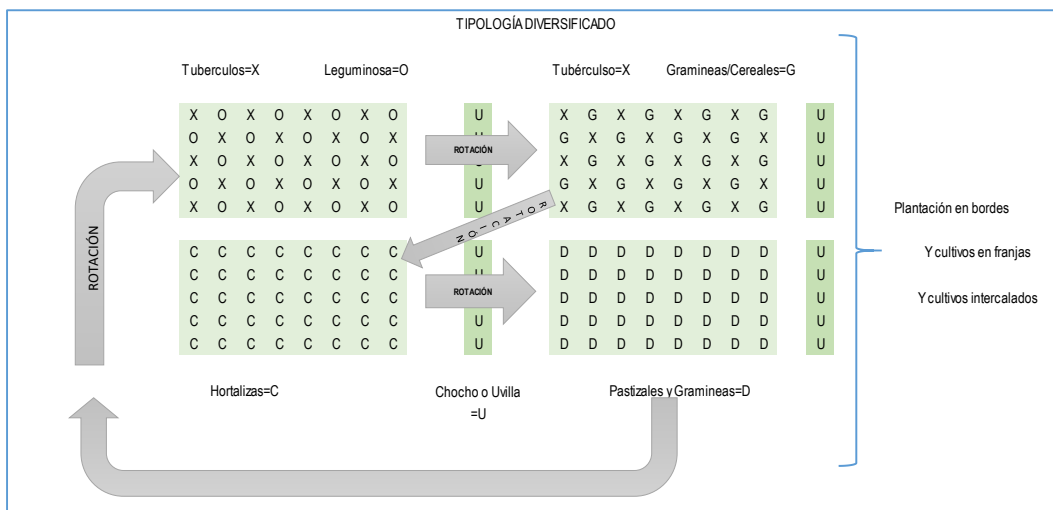 TIPOLOGÍA DIVERSIFICADO
Tuberculos=X Leguminosa=O Tubérculso=X Gramineas/Cereales=G
X O X O X O X O U X G X G X G X G U
O X O X O X O X U G X G X G X G X U
X O X O X O X O X G X G X G X G U
O X O X O X O X U G X G X G X G X U
X O X O X O X O U X G X G X G X G U
ROTACIÓN
ROTACIÓN
ROTACIÓN
C C C C C C C C U D D D D D D D D U
C C C C C C C C U D D D D D D D D U
C C C C C C C C U D D D D D D D D U
C C C C C C C C U D D D D D D D D U
C C C C C C C C U D D D D D D D D U
ROTACIÓN
Hortalizas=C Chocho o Uvilla Pastizales y Gramineas=D
=U
Plantación en bordes
Y cultivos en franjas
Y cultivos intercalados